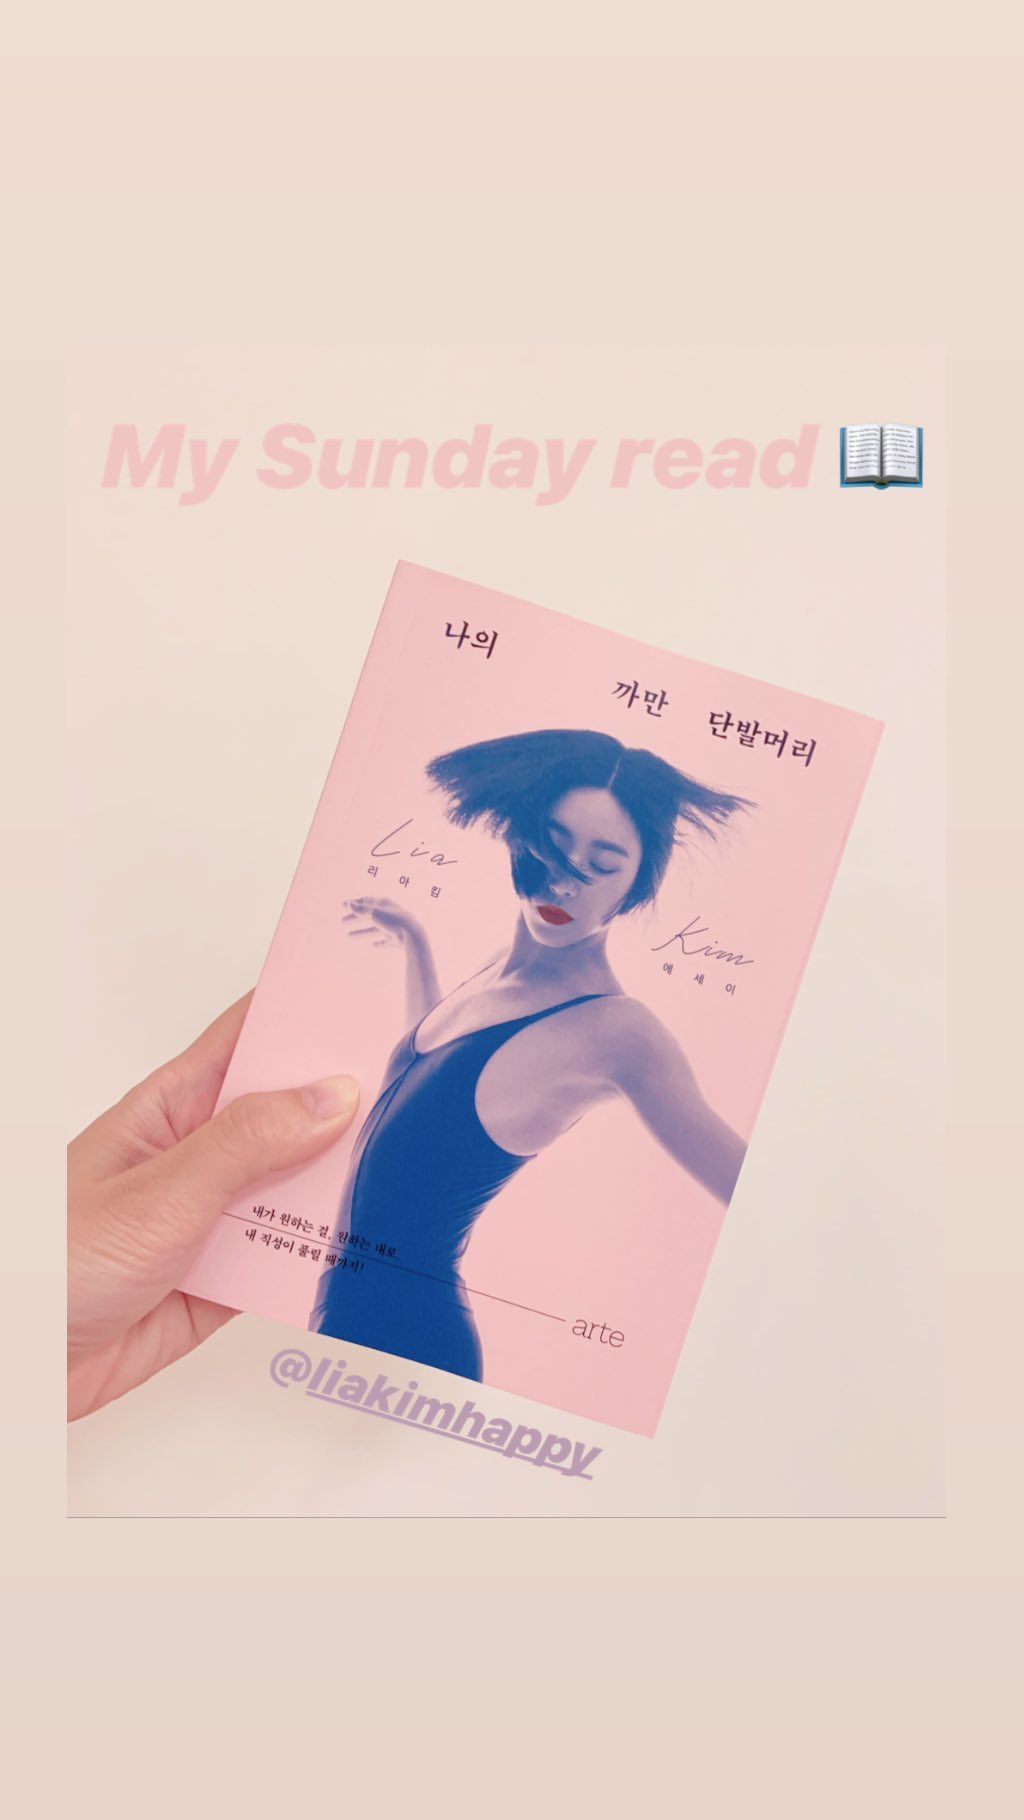 My Sunday read
나의
까만 단발머리
Lia
리아킴
Kim
에세이
내가 원하는 걸, 원하는 대로
내 직성이 풀릴 때까지!
arte
@liakimhappy